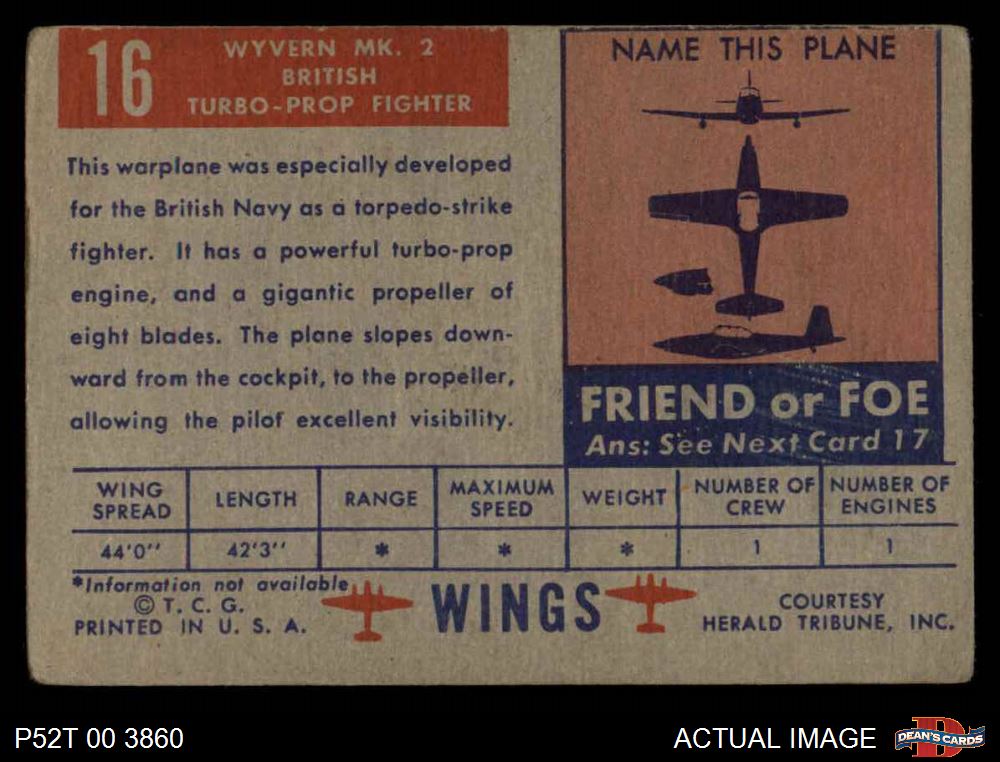 16
WYVERN MK. 2
BRITISH
TURBO-PROP FIGHTER
This warplane was especially developed
for the British Navy as a torpedo-strike
fighter. It has a powerful turbo-prop
engine, and a gigantic propeller of
eight blades. The plane slopes down-
ward from the cockpit, to the propeller,
allowing the pilot excellent visibility.
NAME THIS PLANE
FRIEND or FOE
Ans: See Next Card 17
WING SPREAD
LENGTH
RANGE
MAXIMUM SPEED
WEIGHT
NUMBER OF CREW
NUMBER OF ENGINES
44'0'' 42'3'' * * * 1 1
*Information not available
© T. C. G.
PRINTED IN U. S. A.
WINGS
COURTESY
HERALD TRIBUNE, INC.
P52T 00 3860
ACTUAL IMAGE
D
DEAN'S CARDS